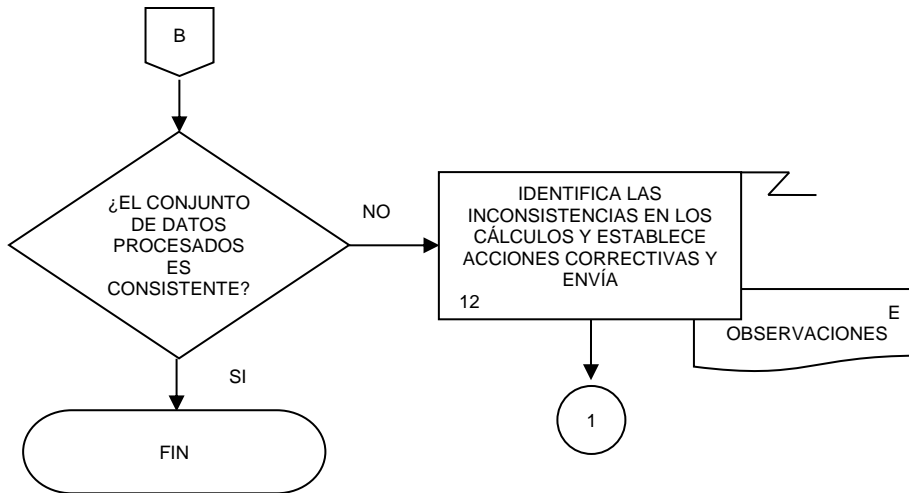 B
¿EL CONJUNTO
DE DATOS
PROCESADOS
ES
CONSISTENTE?
NO
IDENTIFICA LAS
INCONSISTENCIAS EN LOS
CÁLCULOS Y ESTABLECE
ACCIONES CORRECTIVAS Y
ENVÍA
12
E
OBSERVACIONES
SI
1
FIN